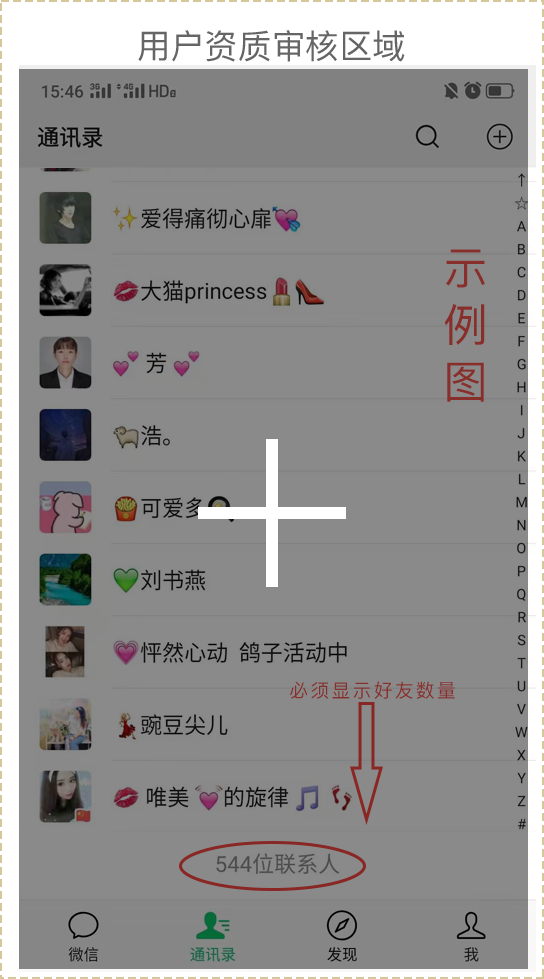 用户资质审核区域
15:46 3G 4G HD
通讯录
↑
☆
✨爱得痛彻心扉💘
A
B
💋大猫princess💄👠
C
D
E
💕 芳 💕
F
G
H
🐑浩。
I
J
K
🍟可爱多
L
M
N
O
💚刘书燕
P
Q
R
💗怦然心动 鸽子活动中
S
T
U
💃豌豆尖儿
V
W
X
💋 唯美 💓的旋律 🎵 👣
Y
Z
#
示例图
必须显示好友数量
544位联系人
微信 通讯录 发现 我